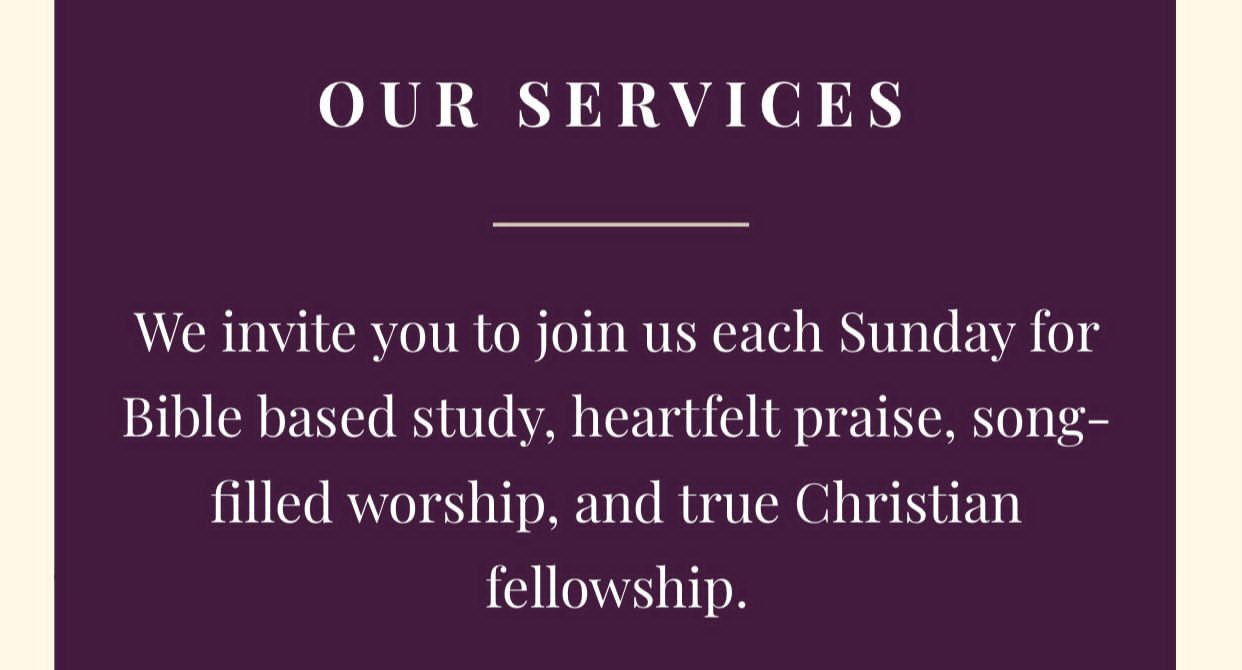 OUR SERVICES
We invite you to join us each Sunday for
Bible based study, heartfelt praise, song-
filled worship, and true Christian
fellowship.